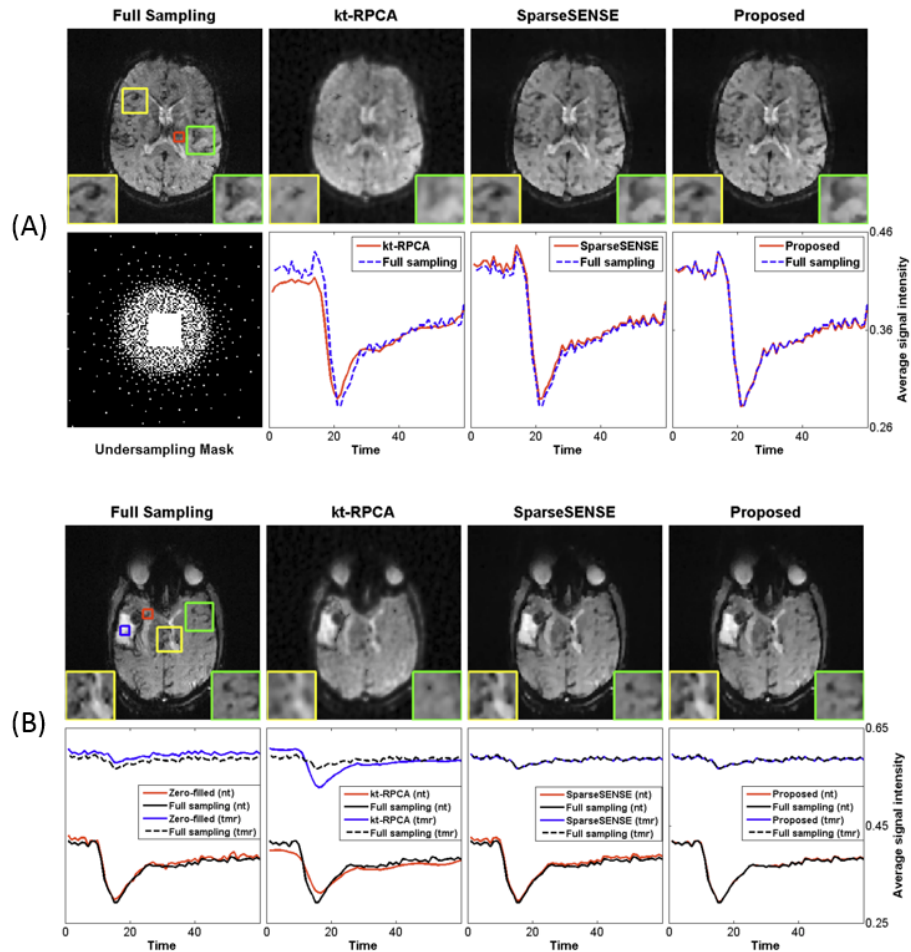 Full Sampling
kt-RPCA
SparseSENSE
Proposed
(A)
kt-RPCA
Full sampling
SparseSENSE
Full sampling
Proposed
Full sampling
0.46
0.36
0.26
Average signal intensity
0 20 40
0 20 40
0 20 40
Undersampling Mask
Time
Time
Time
Full Sampling
kt-RPCA
SparseSENSE
Proposed
(B)
Zero-filled (nt)
Full sampling (nt)
Zero-filled (tmr)
Full sampling (tmr)
kt-RPCA (nt)
Full sampling (nt)
kt-RPCA (tmr)
Full sampling (tmr)
SparseSENSE (nt)
Full sampling (nt)
SparseSENSE (tmr)
Full sampling (tmr)
Proposed (nt)
Full sampling (nt)
Proposed (tmr)
Full sampling (tmr)
0.65
0.45
0.25
Average signal intensity
0 20 40
0 20 40
0 20 40
0 20 40
Time
Time
Time
Time